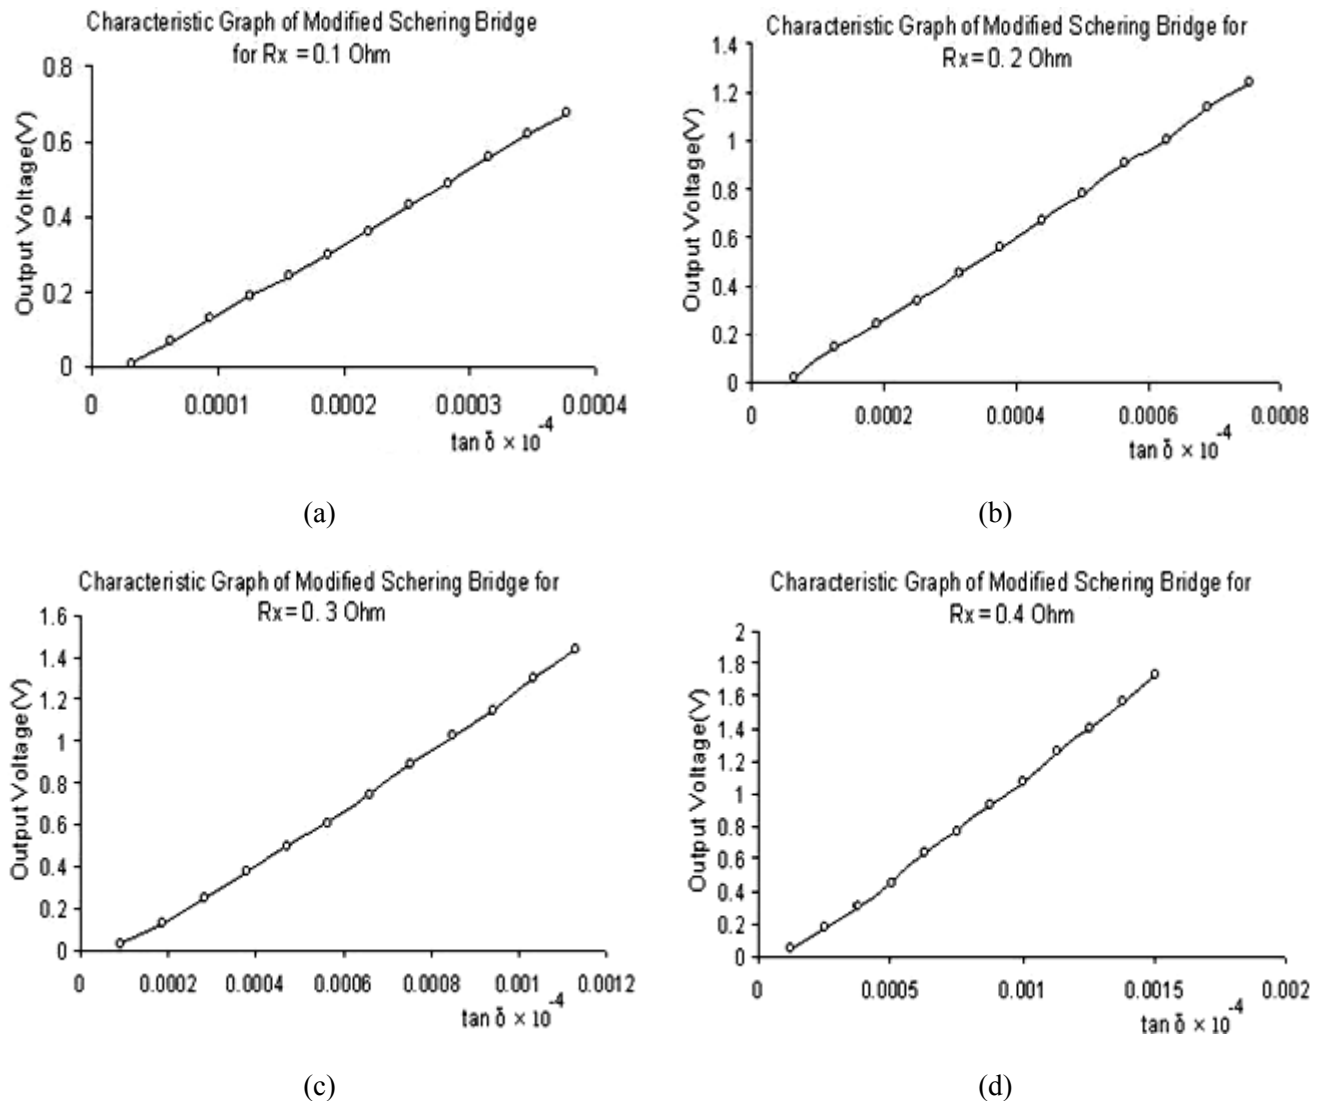 Characteristic Graph of Modified Schering Bridge
for Rx = 0.1 Ohm
0.8
0.6
0.4
0.2
0
Output Voltage(V)
0 0.0001 0.0002 0.0003 0.0004
tan δ × 10-4
(a)
Characteristic Graph of Modified Schering Bridge for
Rx= 0. 2 Ohm
1.4
1.2
1
0.8
0.6
0.4
0.2
0
Output Voltage(V)
0 0.0002 0.0004 0.0006 0.0008
tan δ × 10-4
(b)
Characteristic Graph of Modified Schering Bridge for
Rx= 0. 3 Ohm
1.6
1.4
1.2
1
0.8
0.6
0.4
0.2
0
Output Voltage(V)
0 0.0002 0.0004 0.0006 0.0008 0.001 0.0012
tan δ × 10-4
(c)
Characteristic Graph of Modified Schering Bridge for
Rx=0.4 Ohm
2
1.8
1.6
1.4
1.2
1
0.8
0.6
0.4
0.2
0
Output Voltage(V)
0 0.0005 0.001 0.0015 0.002
tan δ × 10-4
(d)